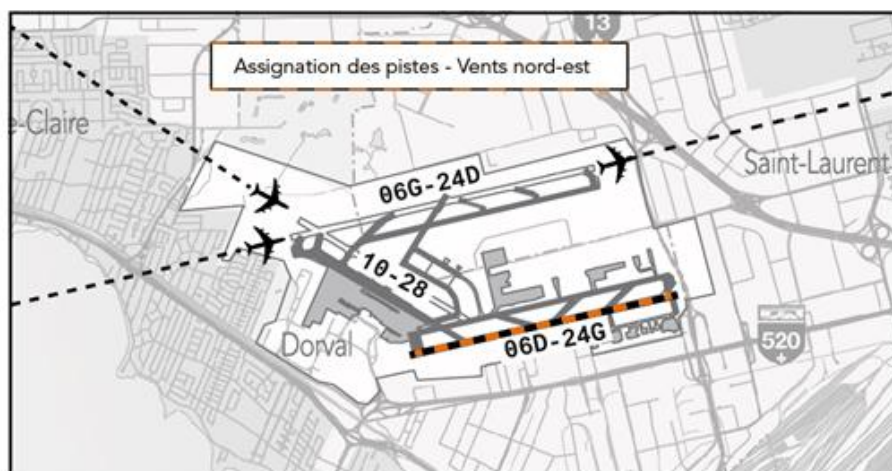 13
Assignation des pistes - Vents nord-est
e-Claire
06G-24D
Saint-Laurent
10-28
Dorval
06D-24G
520